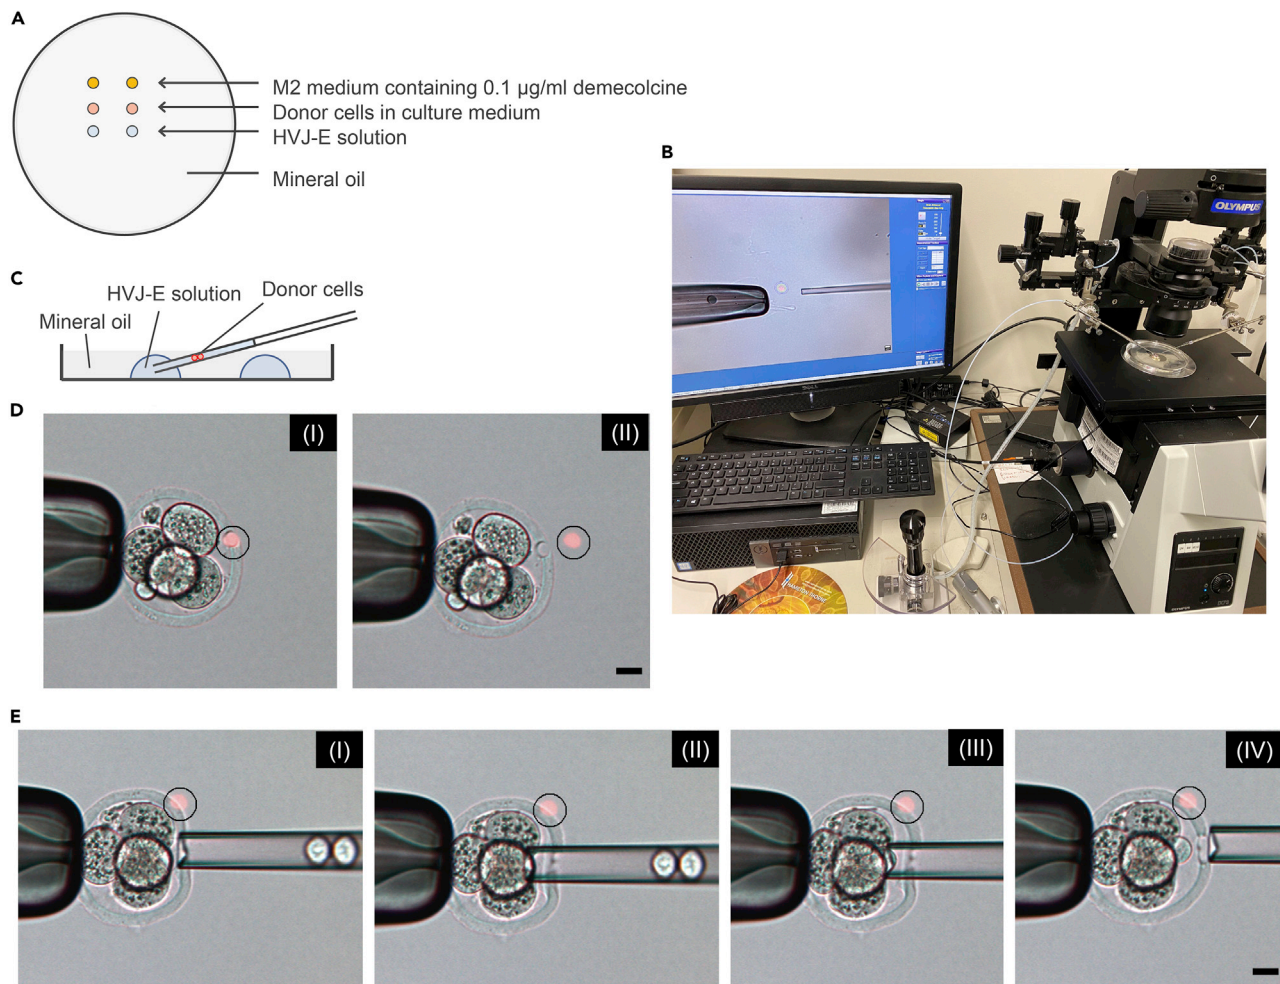 A
M2 medium containing 0.1 µg/ml demecolcine
Donor cells in culture medium
HVJ-E solution
Mineral oil
B
OLYMPUS
DELL
C
HVJ-E solution
Donor cells
Mineral oil
D
(I)
(II)
E
(I)
(II)
(III)
(IV)